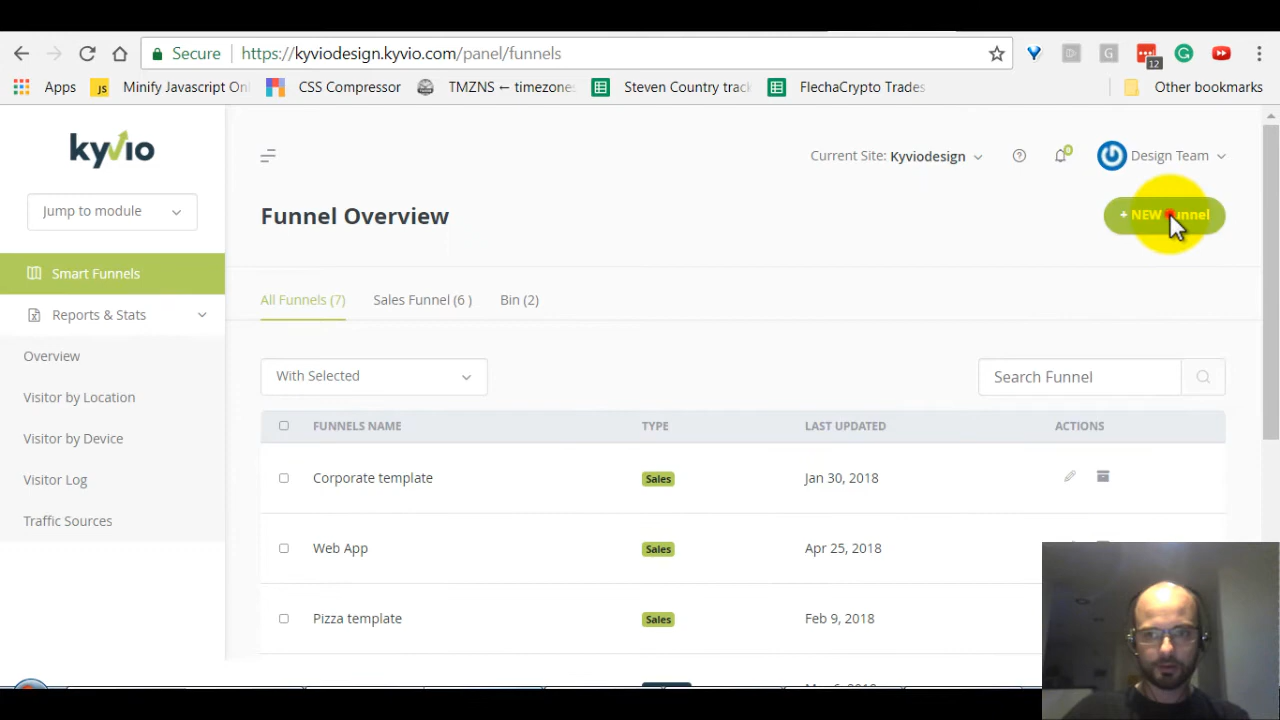 Secure https://kyviodesign.kyvio.com/panel/funnels
G 12
Apps JS Minify Javascript Onl CSS Compressor TMZNS ← timezone: Steven Country track FlechaCrypto Trades Other bookmarks
kyvio
Current Site: Kyviodesign 0 Design Team
Jump to module
Funnel Overview
+ NEW Funnel
Smart Funnels
Reports & Stats
Overview
Visitor by Location
Visitor by Device
Visitor Log
Traffic Sources
All Funnels (7) Sales Funnel (6 ) Bin (2)
With Selected
Search Funnel
FUNNELS NAME TYPE LAST UPDATED ACTIONS
Corporate template Sales Jan 30, 2018
Web App Sales Apr 25, 2018
Pizza template Sales Feb 9, 2018